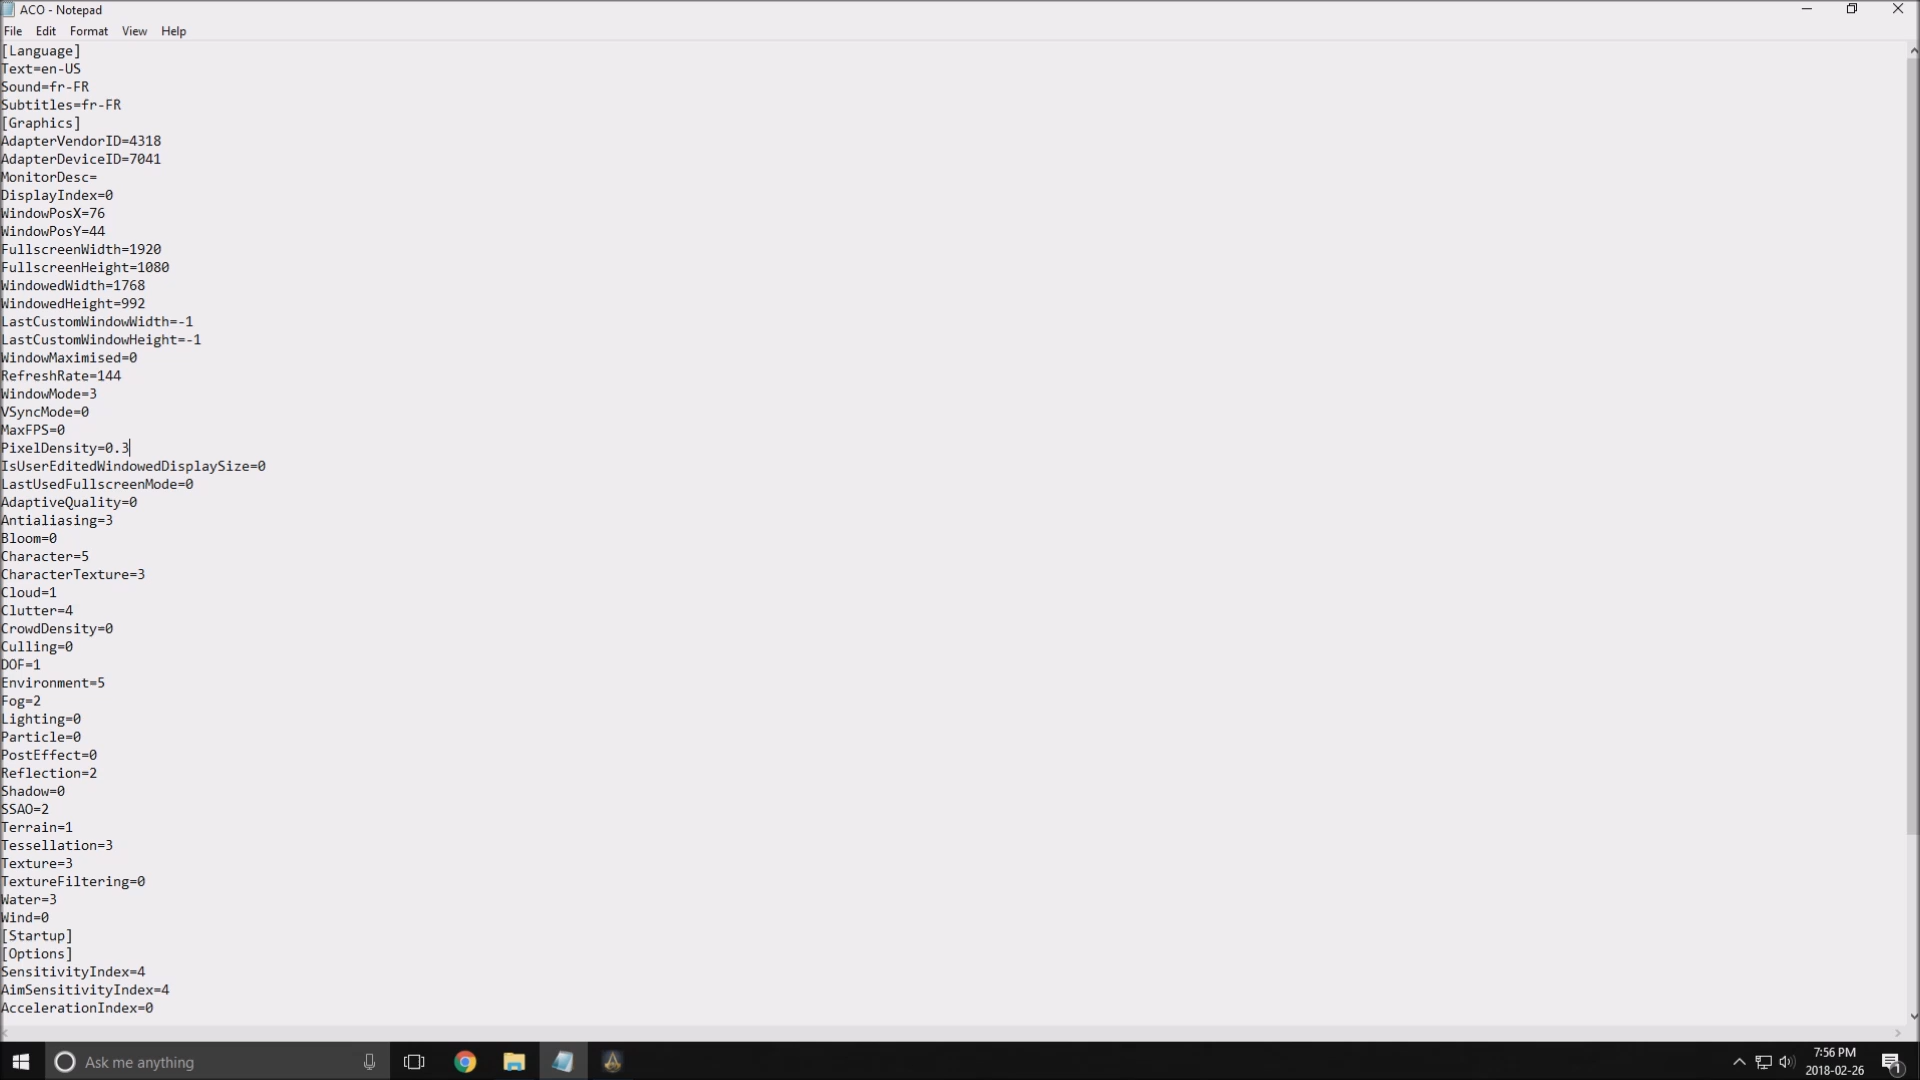 ACO - Notepad
File Edit Format View Help
[Language]
Text=en-US
Sound=fr-FR
Subtitles=fr-FR
[Graphics]
AdapterVendorID=4318
AdapterDeviceID=7041
MonitorDesc=
DisplayIndex=0
WindowPosX=76
WindowPosY=44
FullscreenWidth=1920
FullscreenHeight=1080
WindowedWidth=1768
WindowedHeight=992
LastCustomWindowWidth=-1
LastCustomWindowHeight=-1
WindowMaximised=0
RefreshRate=144
WindowMode=3
VSyncMode=0
MaxFPS=0
PixelDensity=0.3
IsUserEditedWindowedDisplaySize=0
LastUsedFullscreenMode=0
AdaptiveQuality=0
Antialiasing=3
Bloom=0
Character=5
CharacterTexture=3
Cloud=1
Clutter=4
CrowdDensity=0
Culling=0
DOF=1
Environment=5
Fog=2
Lighting=0
Particle=0
PostEffect=0
Reflection=2
Shadow=0
SSAO=2
Terrain=1
Tessellation=3
Texture=3
TextureFiltering=0
Water=3
Wind=0
[Startup]
[Options]
SensitivityIndex=4
AimSensitivityIndex=4
AccelerationIndex=0
Ask me anything
7:56 PM
2018-02-26
1